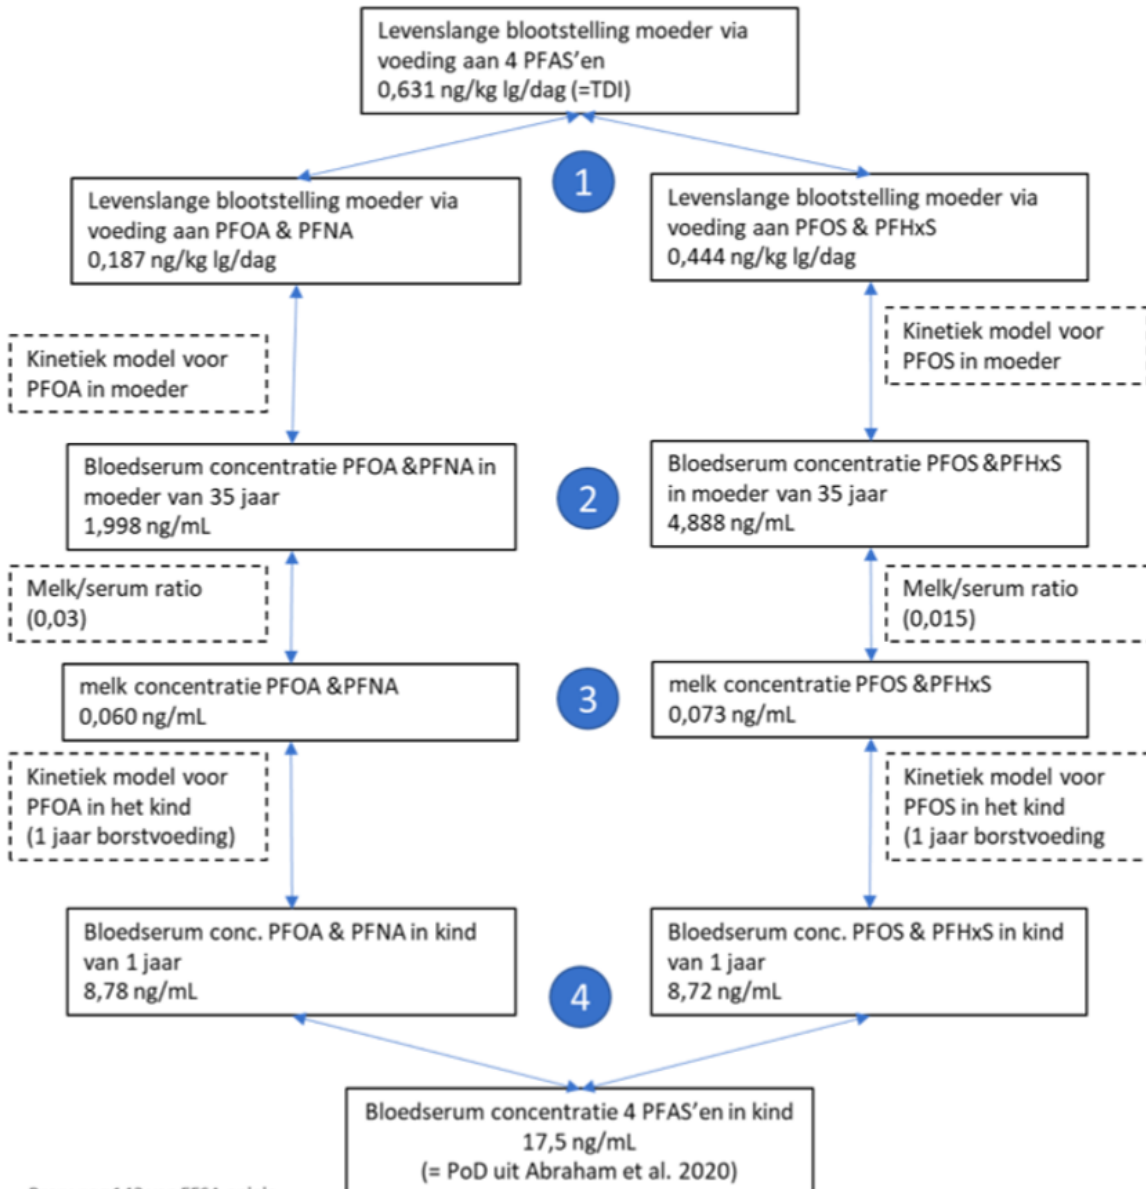 Levenslange blootstelling moeder via
voeding aan 4 PFAS'en
0,631 ng/kg lg/dag (=TDI)
1
Levenslange blootstelling moeder via
voeding aan PFOA & PFNA
0,187 ng/kg lg/dag
Levenslange blootstelling moeder via
voeding aan PFOS & PFHxS
0,444 ng/kg lg/dag
Kinetiek model voor
PFOA in moeder
Kinetiek model voor
PFOS in moeder
Bloedserum concentratie PFOA &PFNA in
moeder van 35 jaar
1,998 ng/mL
2
Bloedserum concentratie PFOS &PFHxS
in moeder van 35 jaar
4,888 ng/mL
Melk/serum ratio
(0,03)
Melk/serum ratio
(0,015)
melk concentratie PFOA &PFNA
0,060 ng/mL
3
melk concentratie PFOS &PFHxS
0,073 ng/mL
Kinetiek model voor
PFOA in het kind
(1 jaar borstvoeding)
Kinetiek model voor
PFOS in het kind
(1 jaar borstvoeding
Bloedserum conc. PFOA & PFNA in kind
van 1 jaar
8,78 ng/mL
4
Bloedserum conc. PFOS & PFHxS in kind
van 1 jaar
8,72 ng/mL
Bloedserum concentratie 4 PFAS'en in kind
17,5 ng/mL
(= PoD uit Abraham et al. 2020)